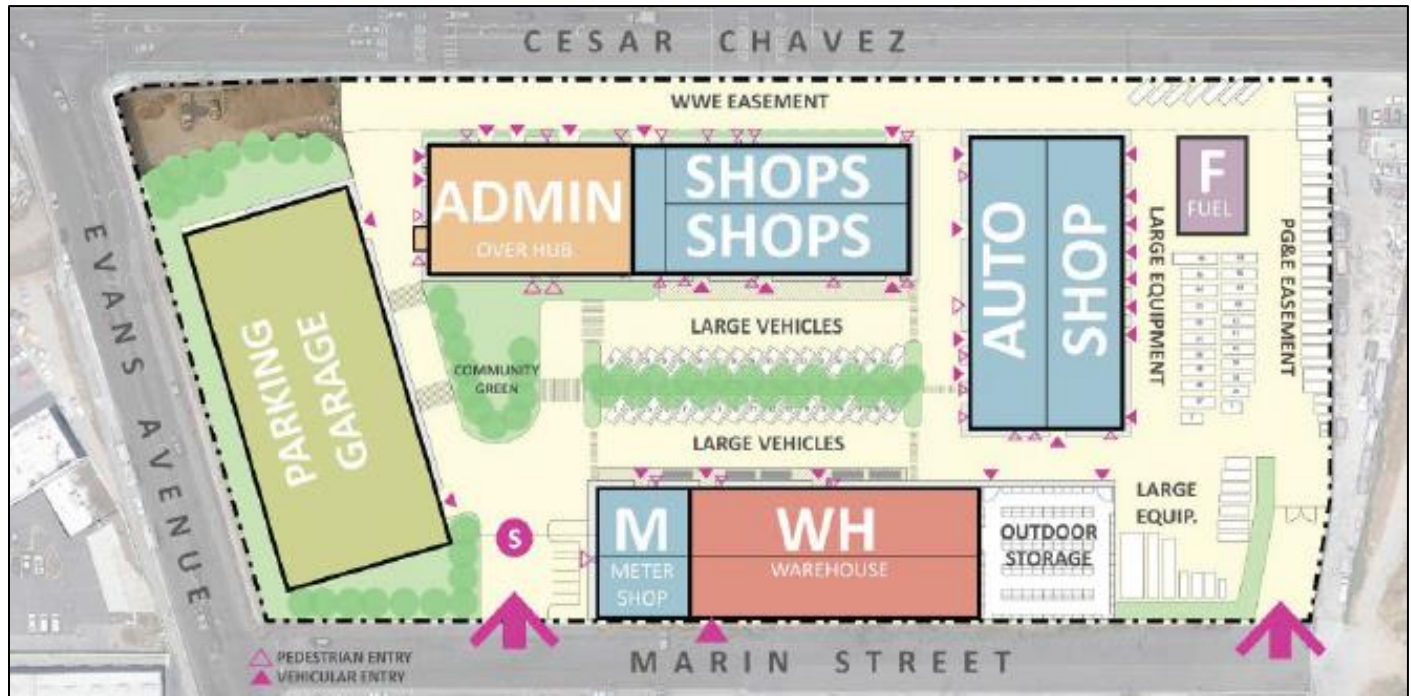 CESAR CHAVEZ
WWE EASEMENT
ADMIN
OVER HUB
SHOPS
SHOPS
AUTO
SHOP
LARGE EQUIPMENT
F
FUEL
PG&E EASEMENT
EVANS AVENUE
PARKING
GARAGE
COMMUNITY
GREEN
LARGE VEHICLES
LARGE VEHICLES
S
M
METER
SHOP
WH
WAREHOUSE
OUTDOOR
STORAGE
LARGE
EQUIP.
PEDESTRIAN ENTRY
VEHICULAR ENTRY
MARIN STREET